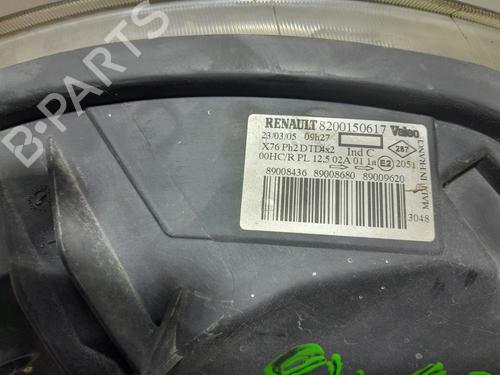 B-PARTS
RENAULT 8200150617 Valeo
23/03/05 09h27
X76 Ph2 DTD1x2 Ind C 287
00HC/R PL 12.5 02A 01 1a E2 2051
89008436 89008680 89009620
3048
MADE IN FRANCE